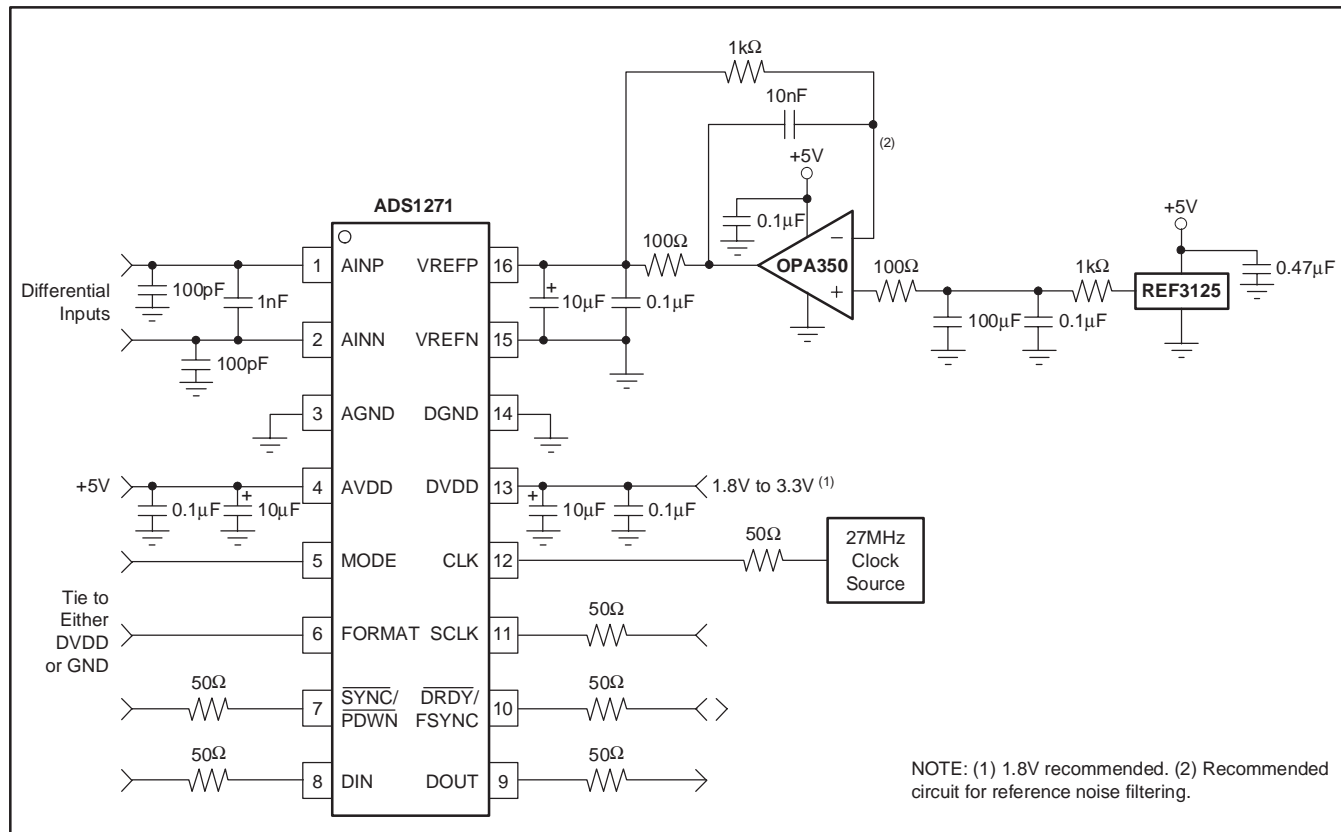 1kΩ
10nF
(2)
+5V
ADS1271
0.1μF
+5V
100Ω
1 AINP VREFP 16
OPA350
−
+
100Ω
1kΩ
REF3125
0.47μF
Differential
Inputs
100pF
1nF
+
10μF
0.1μF
100μF
0.1μF
2 AINN VREFN 15
100pF
3 AGND DGND 14
+5V
4 AVDD DVDD 13
1.8V to 3.3V (1)
0.1μF
+
10μF
+
10μF
0.1μF
50Ω
27MHz
Clock
Source
5 MODE CLK 12
Tie to
Either
DVDD
or GND
50Ω
6 FORMAT SCLK 11
50Ω
50Ω
7 SYNC/ DRDY/ 10
PDWN FSYNC
50Ω
50Ω
8 DIN DOUT 9
NOTE: (1) 1.8V recommended. (2) Recommended
circuit for reference noise filtering.